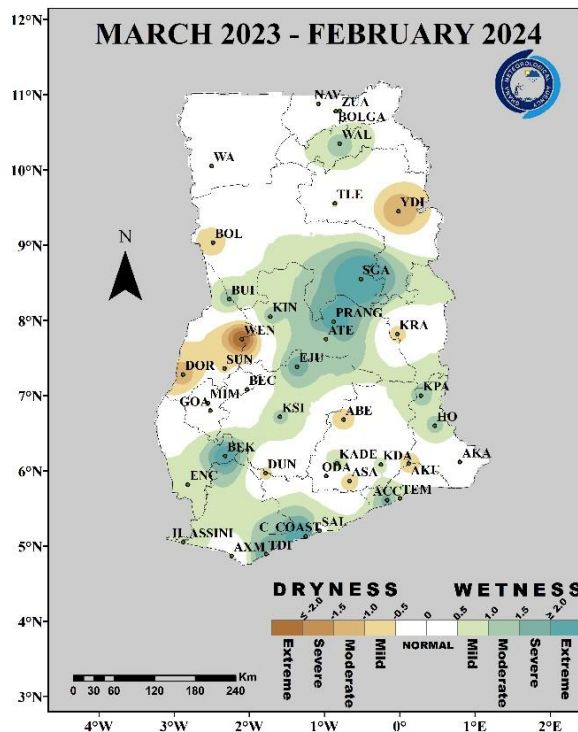 MARCH 2023 - FEBRUARY 2024
12°N
11°N
10°N
9°N
8°N
7°N
6°N
5°N
4°N
3°N
GHANA METEOROLOGICAL AGENCY
NAV
ZUA
BOLGA
WAL
WA
TLE
YDI
BOL
N
SGA
BUI
KIN
PRANG
WEN
ATE
KRA
SUN
EJU
DOR
BEC
MIM
GOA
KPA
KSI
ABE
HO
BEK
KADE
KDA
AKA
DUN
ODA
ASA
AKU
ENC
ACC
TEM
C_COAST
SAL
H_ASSINI
AXM
TDI
DRYNESS WETNESS
≤ -2.0 -1.5 -1.0 -0.5 0 0.5 1.0 1.5 ≥ 2.0
Extreme Severe Moderate Mild NORMAL Mild Moderate Severe Extreme
Km
0 30 60 120 180 240
4°W 3°W 2°W 1°W 0° 1°E 2°E